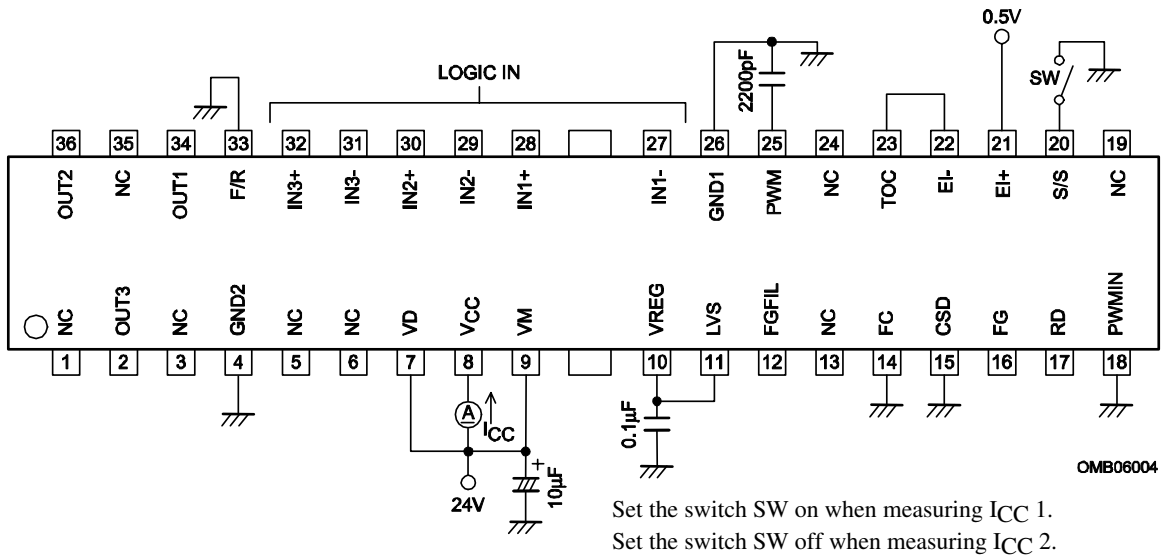 0.5V
LOGIC IN
2200pF
SW
36 35 34 33 32 31 30 29 28 27 26 25 24 23 22 21 20 19
OUT2 NC OUT1 F/R IN3+ IN3- IN2+ IN2- IN1+ IN1- GND1 PWM NC TOC EI- EI+ S/S NC
NC OUT3 NC GND2 NC NC VD VCC VM VREG LVS FGFIL NC FC CSD FG RD PWMIN
1 2 3 4 5 6 7 8 9 10 11 12 13 14 15 16 17 18
A
ICC
0.1µF
+
10µF
24V
OMB06004
Set the switch SW on when measuring ICC 1.
Set the switch SW off when measuring ICC 2.